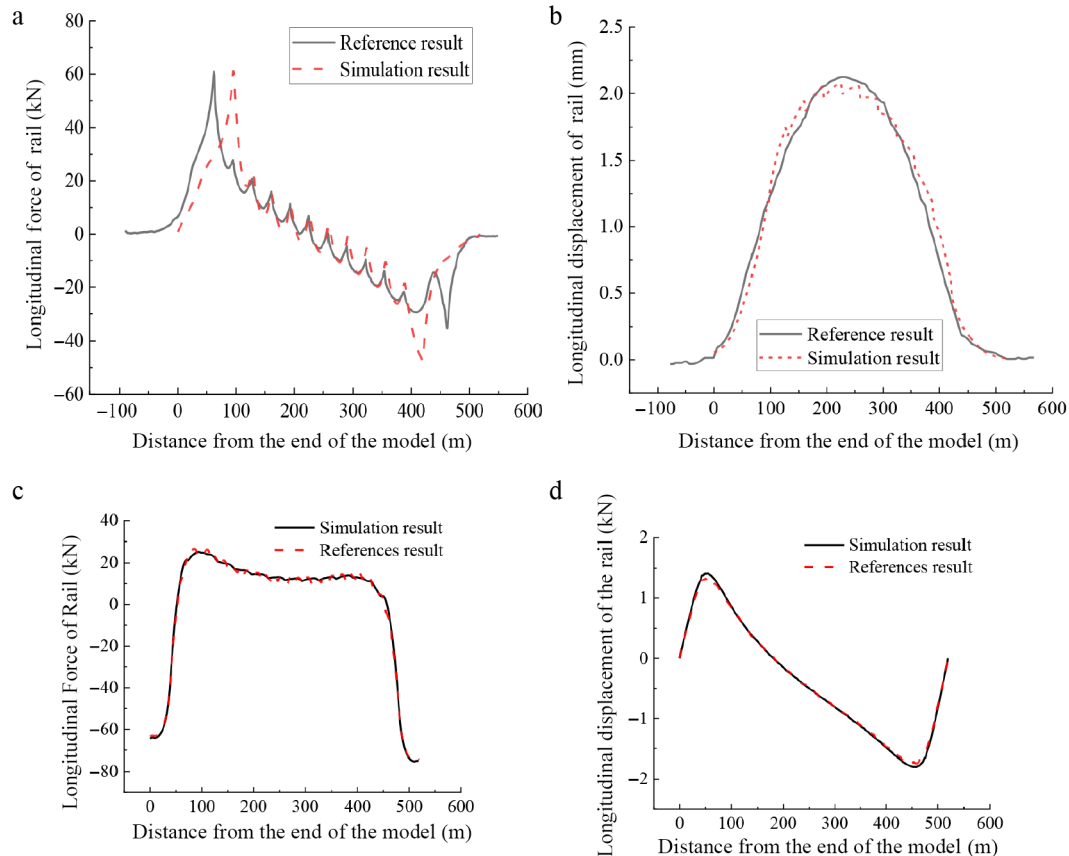 a
Longitudinal force of rail (kN)
80
60
40
20
0
−20
−40
−60
Reference result
Simulation result
−100
0
100
200
300
400
500
600
Distance from the end of the model (m)
b
Longitudinal displacement of rail (mm)
2.5
2.0
1.5
1.0
0.5
0.0
Reference result
Simulation result
−100
0
100
200
300
400
500
600
Distance from the end of the model (m)
c
Longitudinal Force of Rail (kN)
40
20
0
−20
−40
−60
−80
Simulation result
References result
0
100
200
300
400
500
600
Distance from the end of the model (m)
d
Longitudinal displacement of the rail (kN)
2
1
0
−1
−2
Simulation result
References result
0
100
200
300
400
500
600
Distance from the end of the model (m)